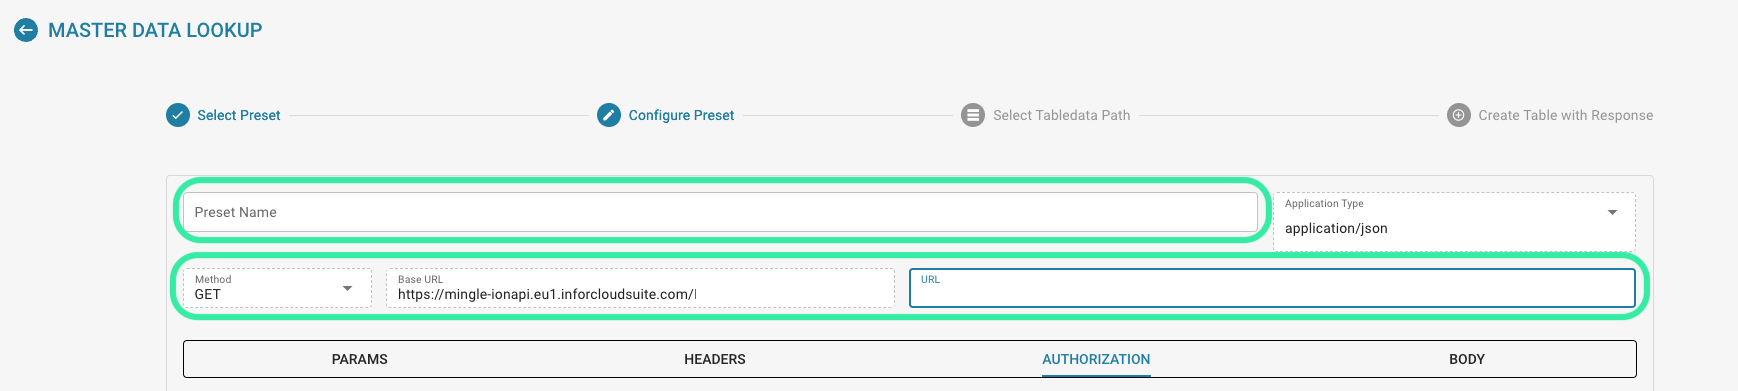 MASTER DATA LOOKUP
Select Preset
Configure Preset
Select Tabledata Path
Create Table with Response
Preset Name
Application Type
application/json
Method
GET
Base URL
https://mingle-ionapi.eu1.inforcloudsuite.com/
URL
PARAMS
HEADERS
AUTHORIZATION
BODY